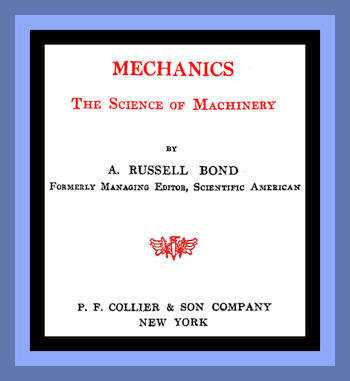 MECHANICS
THE SCIENCE OF MACHINERY
BY
A. RUSSELL BOND
FORMERLY MANAGING EDITOR, SCIENTIFIC AMERICAN
P. F. COLLIER & SON COMPANY
NEW YORK